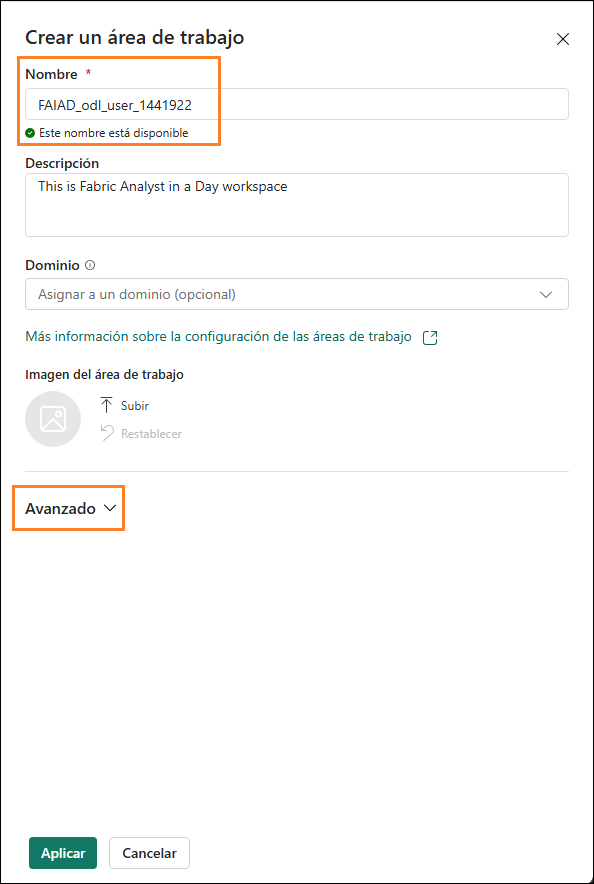 Crear un área de trabajo
Nombre *
FAIAD_odl_user_1441922
Este nombre está disponible
Descripción
This is Fabric Analyst in a Day workspace
Dominio
Asignar a un dominio (opcional)
Más información sobre la configuración de las áreas de trabajo
Imagen del área de trabajo
Subir
Restablecer
Avanzado
Aplicar Cancelar